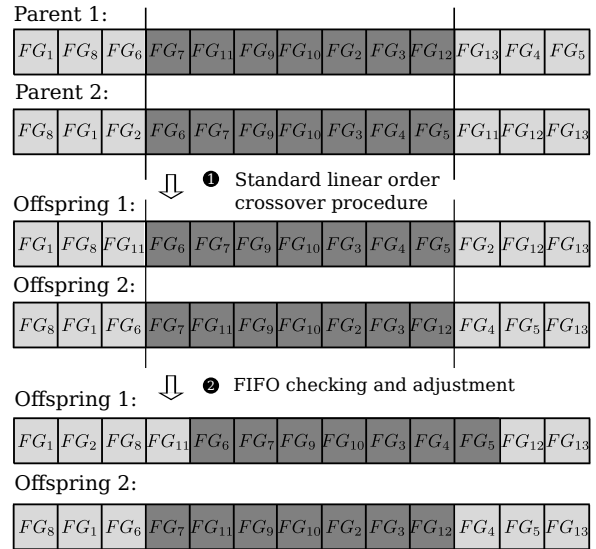 Parent 1:
FG₁ FG₈ FG₆ FG₇ FG₁₁ FG₉ FG₁₀ FG₂ FG₃ FG₁₂ FG₁₃ FG₄ FG₅
Parent 2:
FG₈ FG₁ FG₂ FG₆ FG₇ FG₉ FG₁₀ FG₃ FG₄ FG₅ FG₁₁ FG₁₂ FG₁₃
❶ Standard linear order
crossover procedure
Offspring 1:
FG₁ FG₈ FG₁₁ FG₆ FG₇ FG₉ FG₁₀ FG₃ FG₄ FG₅ FG₂ FG₁₂ FG₁₃
Offspring 2:
FG₈ FG₁ FG₆ FG₇ FG₁₁ FG₉ FG₁₀ FG₂ FG₃ FG₁₂ FG₄ FG₅ FG₁₃
❷ FIFO checking and adjustment
Offspring 1:
FG₁ FG₂ FG₈ FG₁₁ FG₆ FG₇ FG₉ FG₁₀ FG₃ FG₄ FG₅ FG₁₂ FG₁₃
Offspring 2:
FG₈ FG₁ FG₆ FG₇ FG₁₁ FG₉ FG₁₀ FG₂ FG₃ FG₁₂ FG₄ FG₅ FG₁₃